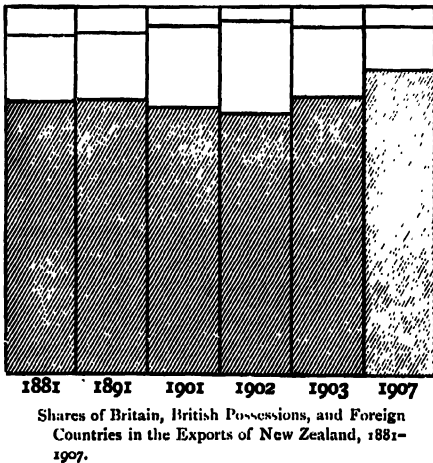 1881 1891 1901 1902 1903 1907
Shares of Britain, British Possessions, and Foreign
Countries in the Exports of New Zealand, 1881–
1907.